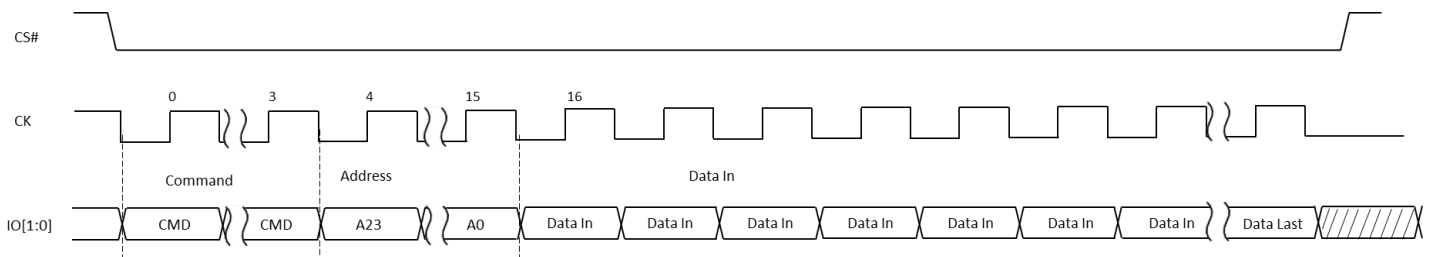 CS#
0 3 4 15 16
CK
Command Address Data In
IO[1:0] CMD CMD A23 A0 Data In Data In Data In Data In Data In Data In Data In Data Last